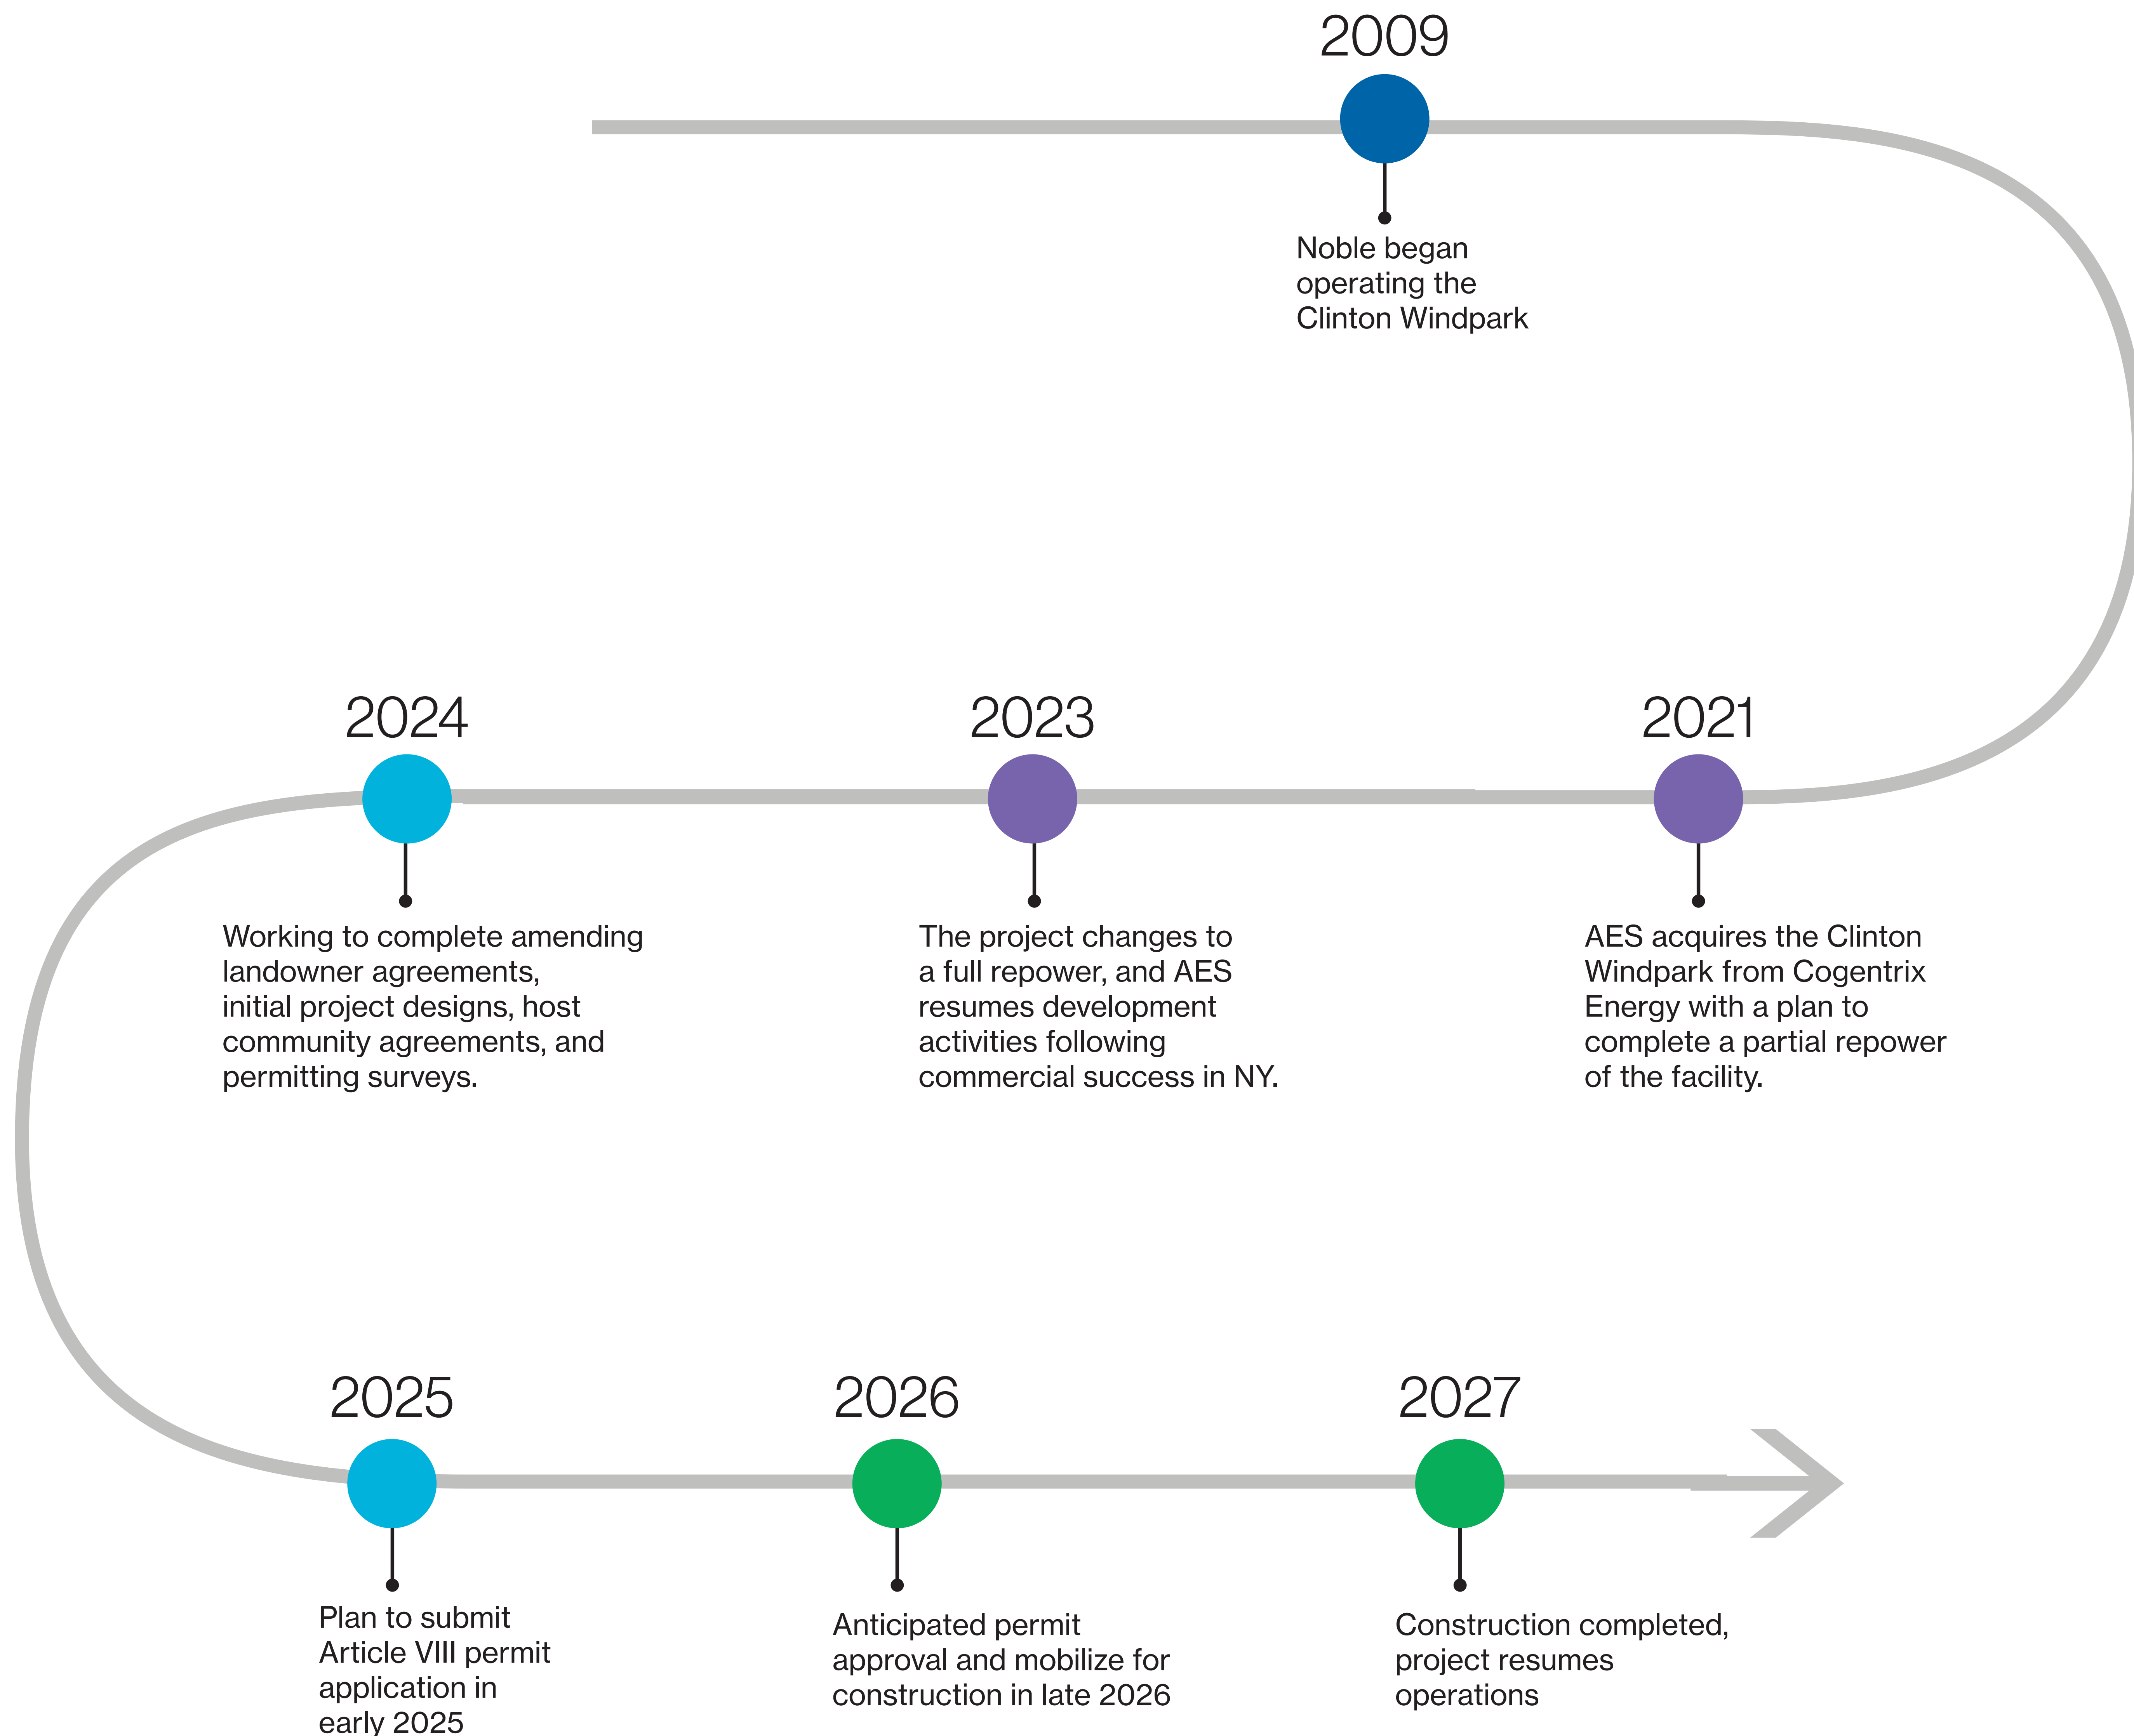 2009
Noble began
operating the
Clinton Windpark
2021
AES acquires the Clinton
Windpark from Cogentrix
Energy with a plan to
complete a partial repower
of the facility.
2023
The project changes to
a full repower, and AES
resumes development
activities following
commercial success in NY.
2024
Working to complete amending
landowner agreements,
initial project designs, host
community agreements, and
permitting surveys.
2025
Plan to submit
Article VIII permit
application in
early 2025
2026
Anticipated permit
approval and mobilize for
construction in late 2026
2027
Construction completed,
project resumes
operations